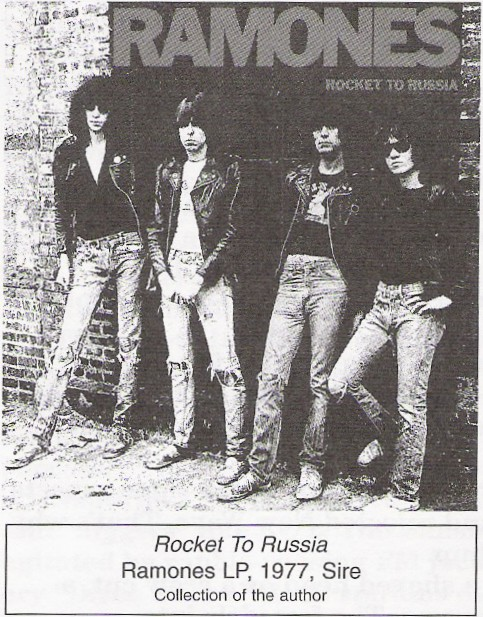 RAMONES
ROCKET TO RUSSIA
Rocket To Russia
Ramones LP, 1977, Sire
Collection of the author